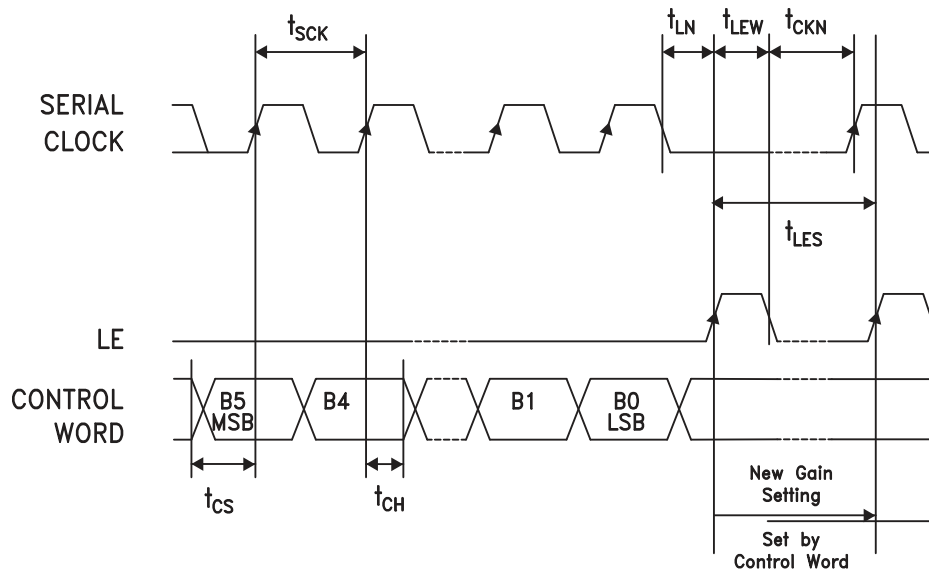 tSCK
tLN
tLEW
tCKN
SERIAL
CLOCK
tLES
LE
CONTROL
WORD
B5
MSB
B4
B1
B0
LSB
tCS
tCH
New Gain
Setting
Set by
Control Word